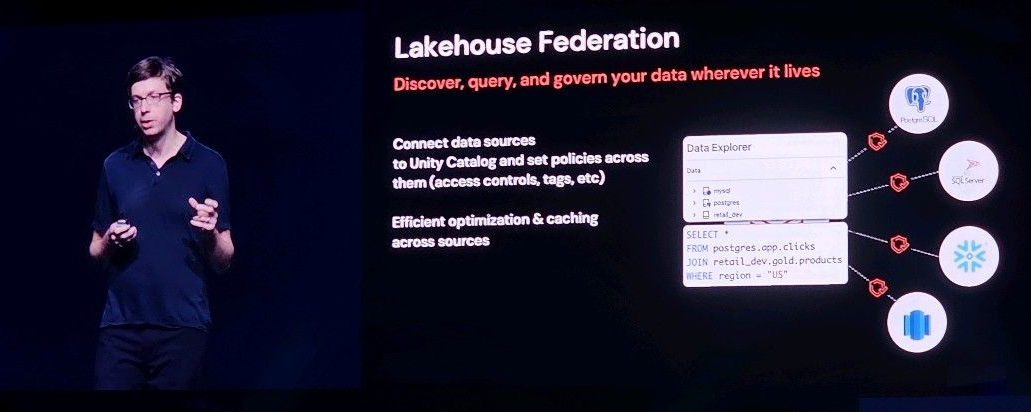 Lakehouse Federation
Discover, query, and govern your data wherever it lives
Connect data sources
to Unity Catalog and set policies across
them (access controls, tags, etc)
Efficient optimization & caching
across sources
Data Explorer
Data
mysql
postgres
retail_dev
SELECT *
FROM postgres.app.clicks
JOIN retail_dev.gold.products
WHERE region = "US"
PostgreSQL
SQL Server